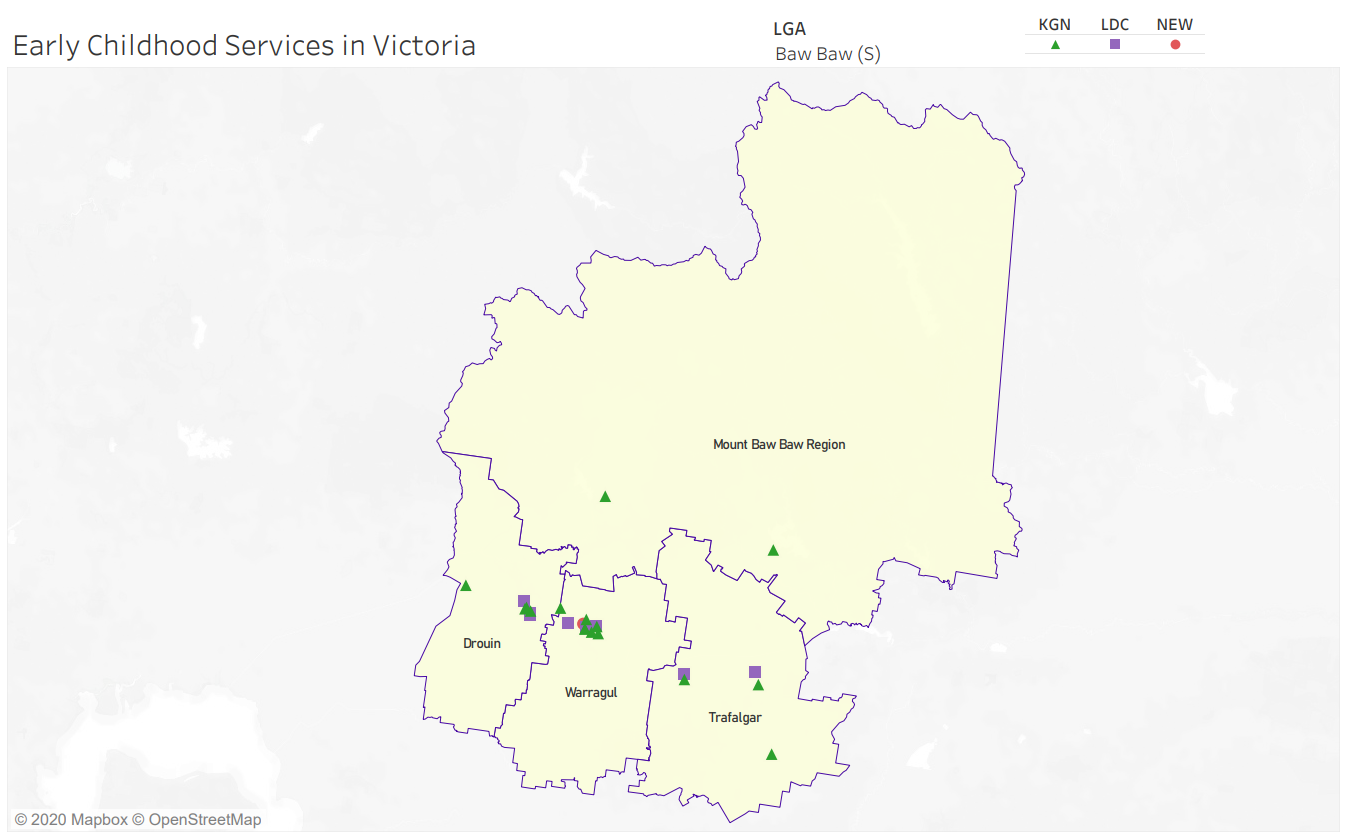 Early Childhood Services in Victoria
LGA
Baw Baw (S)
KGN LDC NEW
Mount Baw Baw Region
Drouin
Warragul
Trafalgar
© 2020 Mapbox © OpenStreetMap